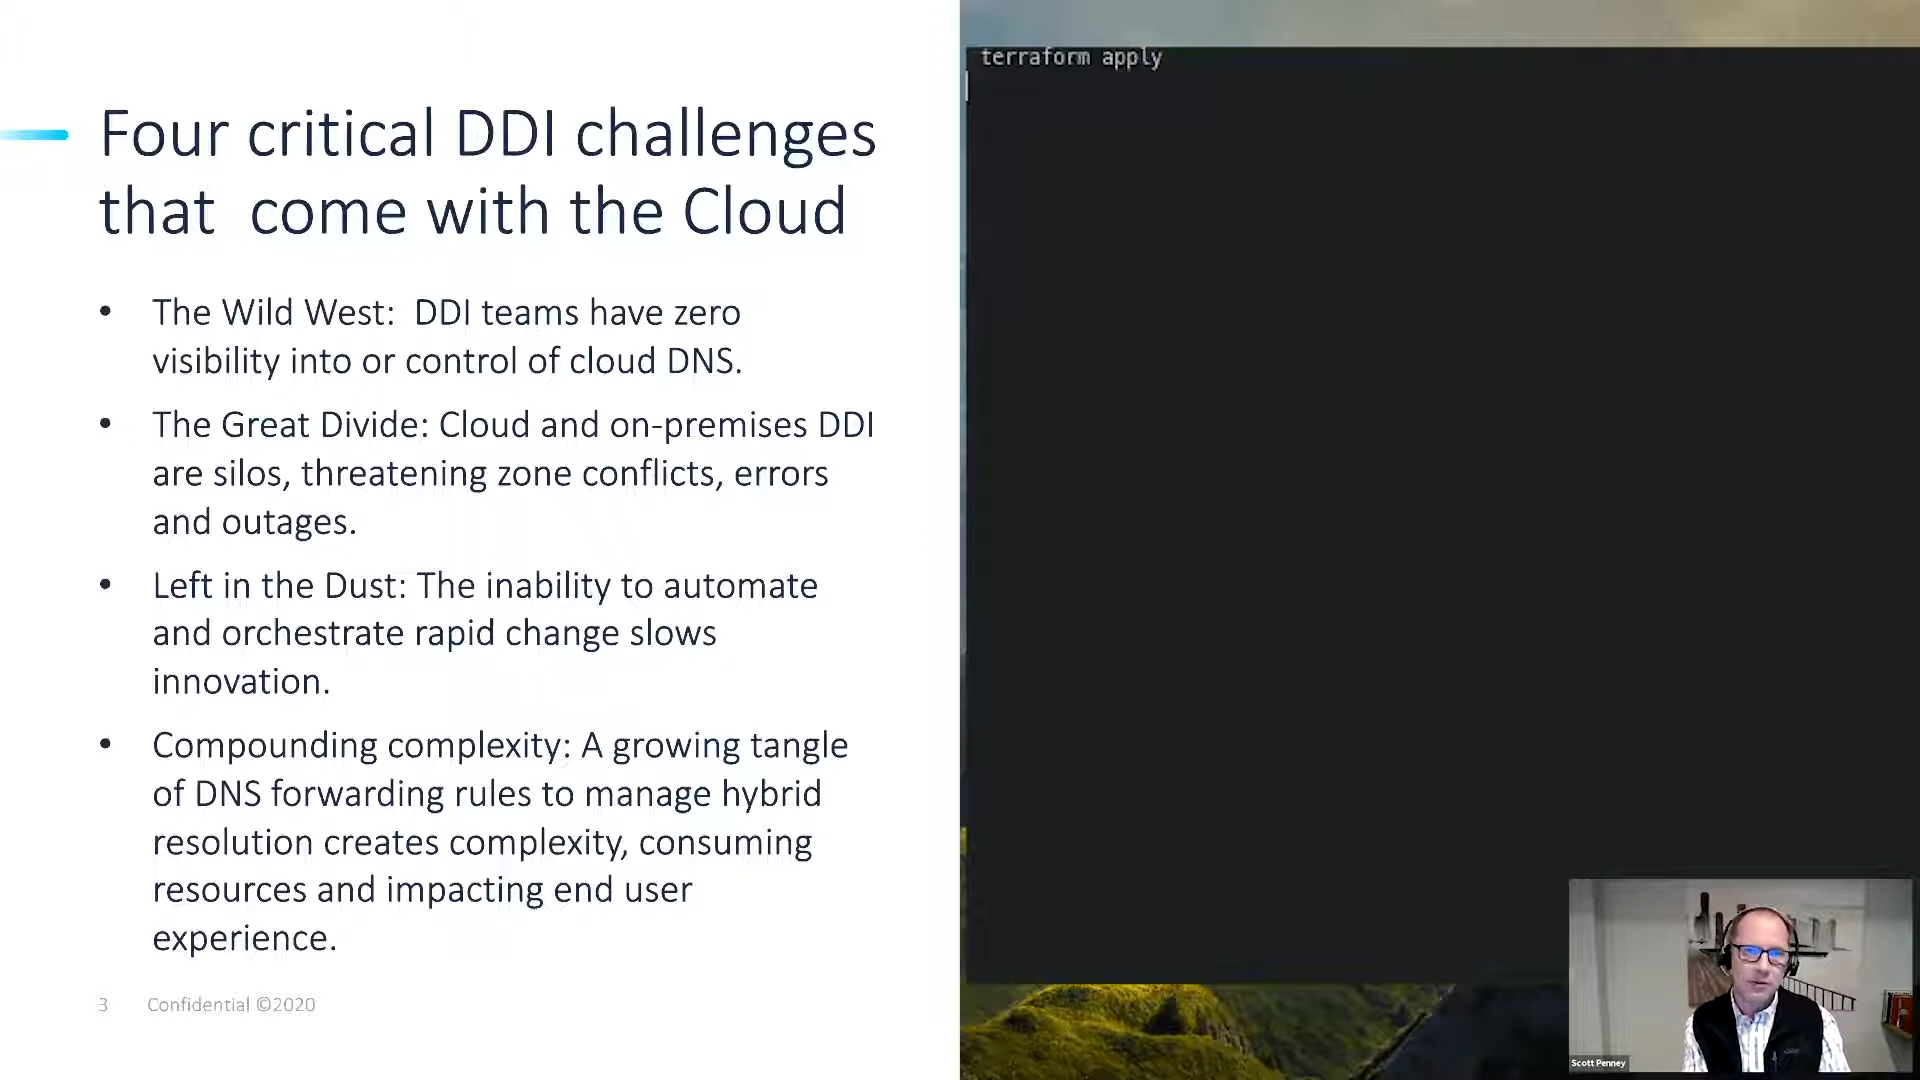 Four critical DDI challenges
that  come with the Cloud
• The Wild West:  DDI teams have zero
visibility into or control of cloud DNS.
• The Great Divide: Cloud and on-premises DDI
are silos, threatening zone conflicts, errors
and outages.
• Left in the Dust: The inability to automate
and orchestrate rapid change slows
innovation.
• Compounding complexity: A growing tangle
of DNS forwarding rules to manage hybrid
resolution creates complexity, consuming
resources and impacting end user
experience.
3 Confidential ©2020
terraform apply
Scott Penney